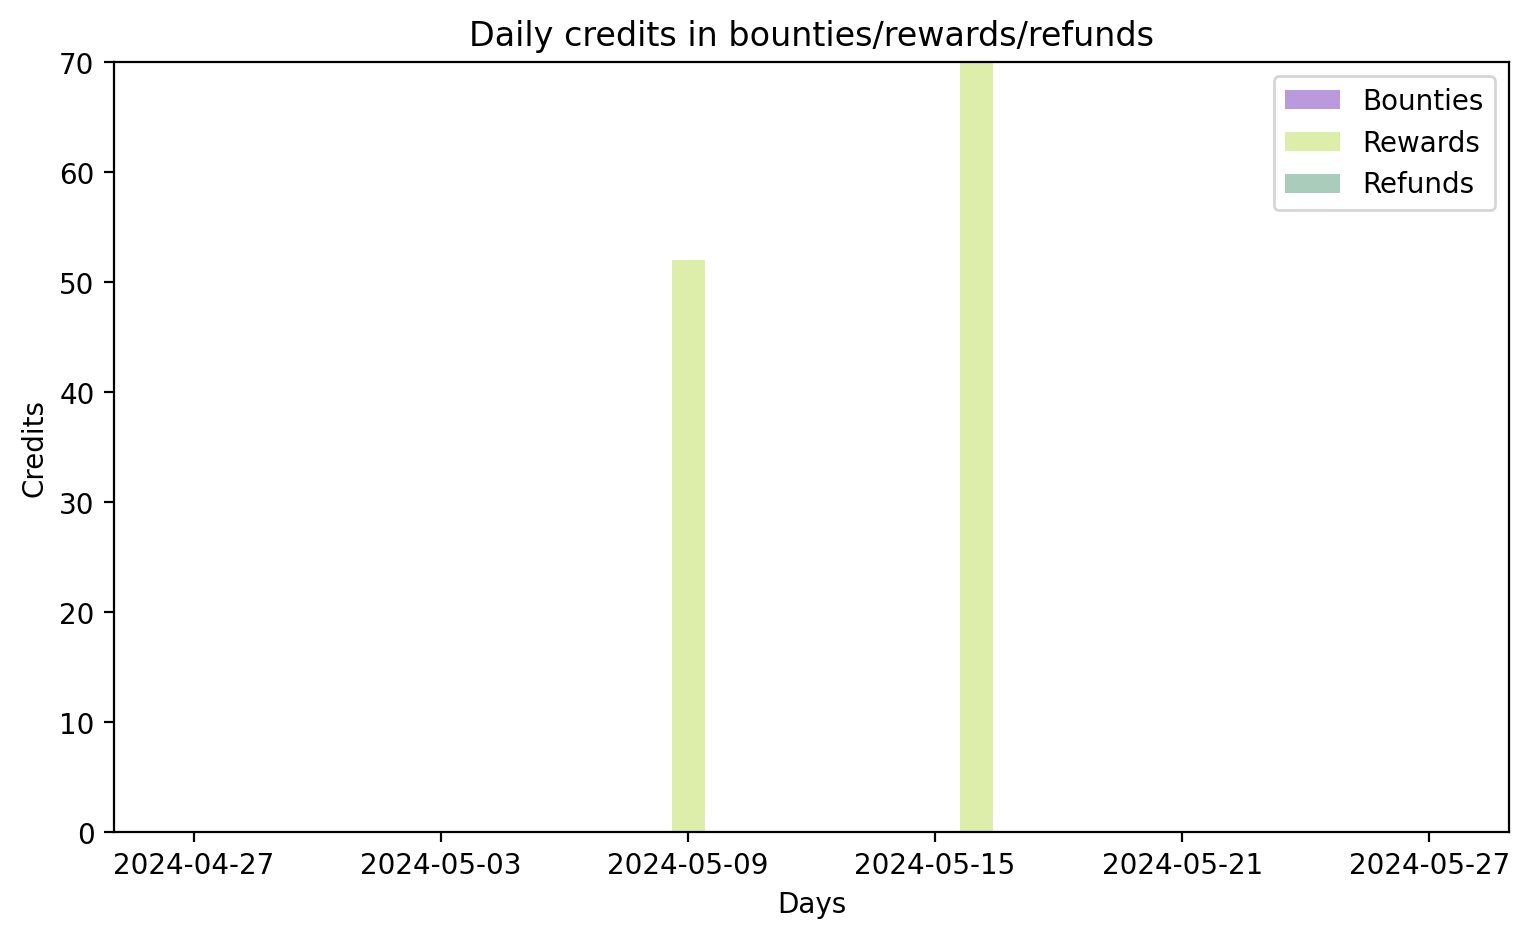 Daily credits in bounties/rewards/refunds
70
60
50
40
30
20
10
0
Credits
Bounties
Rewards
Refunds
2024-04-27 2024-05-03 2024-05-09 2024-05-15 2024-05-21 2024-05-27
Days